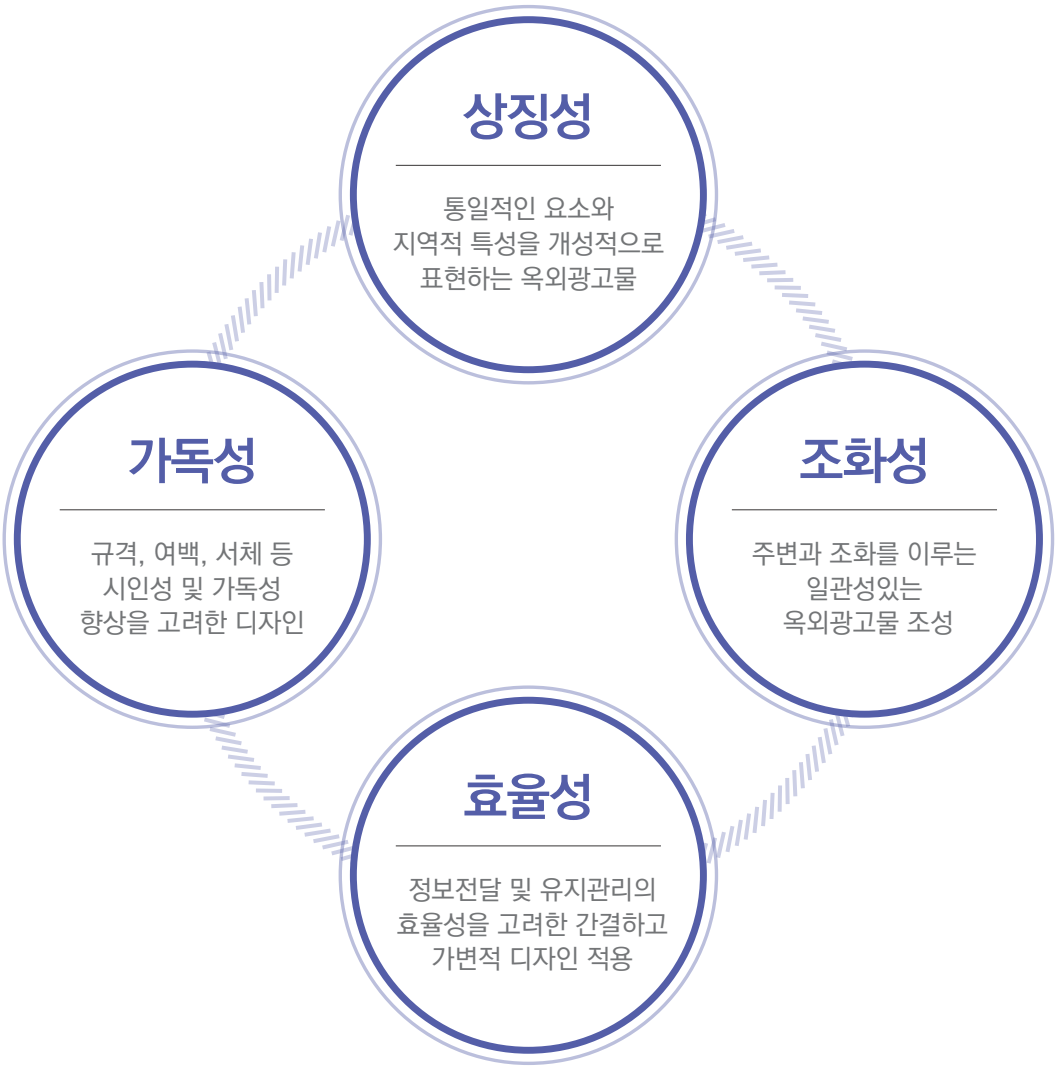 상징성
통일적인 요소와
지역적 특성을 개성적으로
표현하는 옥외광고물
가독성
규격, 여백, 서체 등
시인성 및 가독성
향상을 고려한 디자인
조화성
주변과 조화를 이루는
일관성있는
옥외광고물 조성
효율성
정보전달 및 유지관리의
효율성을 고려한 간결하고
가변적 디자인 적용